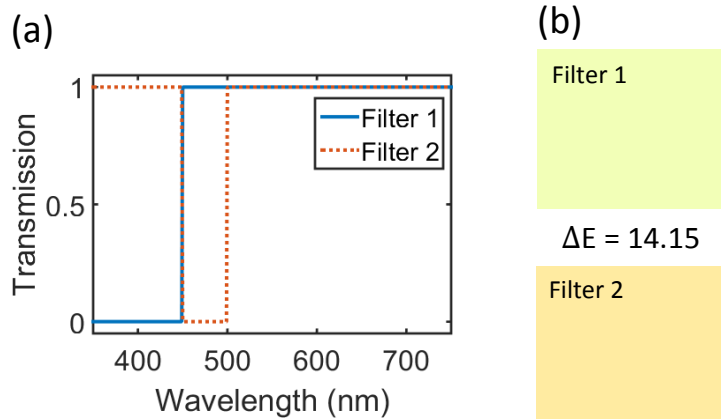 (a)
1
0.5
0
Transmission
400 500 600 700
Wavelength (nm)
Filter 1
Filter 2
(b)
Filter 1
ΔE = 14.15
Filter 2